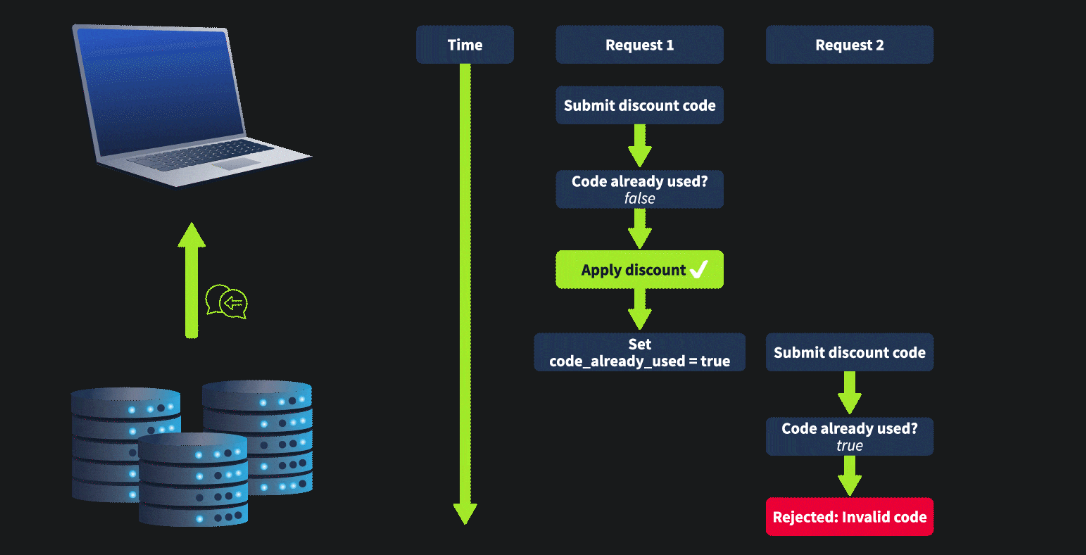 Time
Request 1
Request 2
Submit discount code
Code already used?
false
Apply discount
Set
code_already_used = true
Submit discount code
Code already used?
true
Rejected: Invalid code